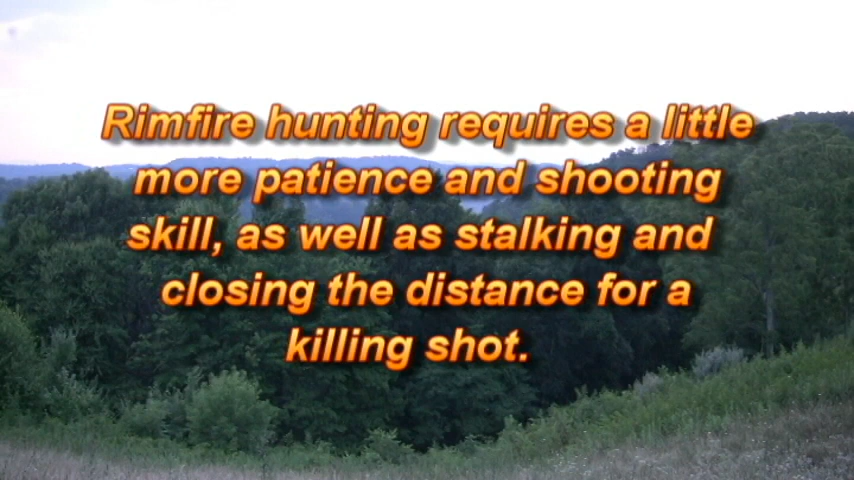 Rimfire hunting requires a little
more patience and shooting
skill, as well as stalking and
closing the distance for a
killing shot.